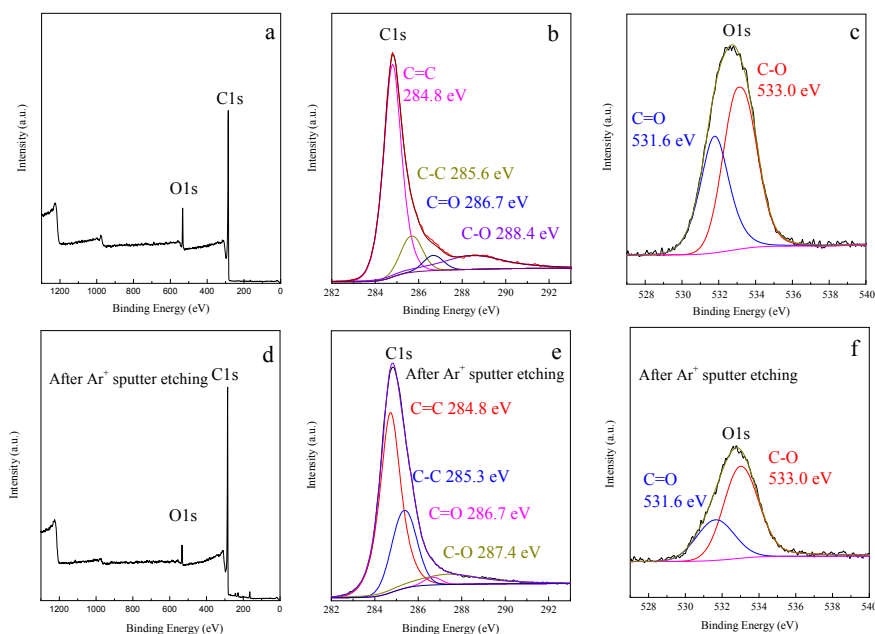 a
C1s
O1s
Intensity (a.u.)
1200 1000 800 600 400 200 0
Binding Energy (eV)
b
C1s
C=C
284.8 eV
C-C 285.6 eV
C=O 286.7 eV
C-O 288.4 eV
Intensity (a.u.)
282 284 286 288 290 292
Binding Energy (eV)
c
O1s
C-O
533.0 eV
C=O
531.6 eV
Intensity (a.u.)
528 530 532 534 536 538 540
Binding Energy (eV)
d
After Ar⁺ sputter etching
C1s
O1s
Intensity (a.u.)
1200 1000 800 600 400 200 0
Binding Energy (eV)
e
C1s
After Ar⁺ sputter etching
C=C 284.8 eV
C-C 285.3 eV
C=O 286.7 eV
C-O 287.4 eV
Intensity (a.u.)
282 284 286 288 290 292
Binding Energy (eV)
f
After Ar⁺ sputter etching
O1s
C-O
533.0 eV
C=O
531.6 eV
Intensity (a.u.)
528 530 532 534 536 538 540
Binding Energy (eV)